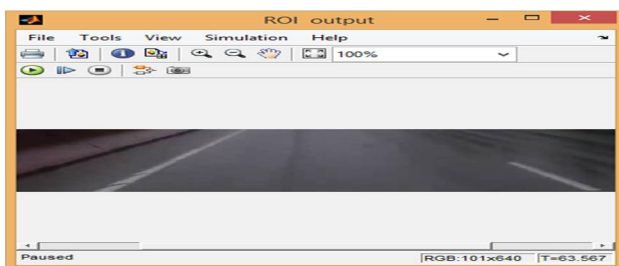 ROI output
File Tools View Simulation Help
100%
Paused RGB:101x640 T=63.567